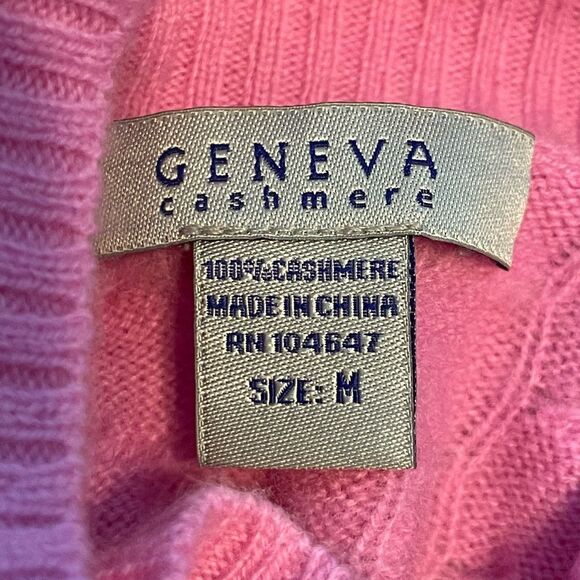 GENEVA
cashmere
100% CASHMERE
MADE IN CHINA
RN 104647
SIZE: M